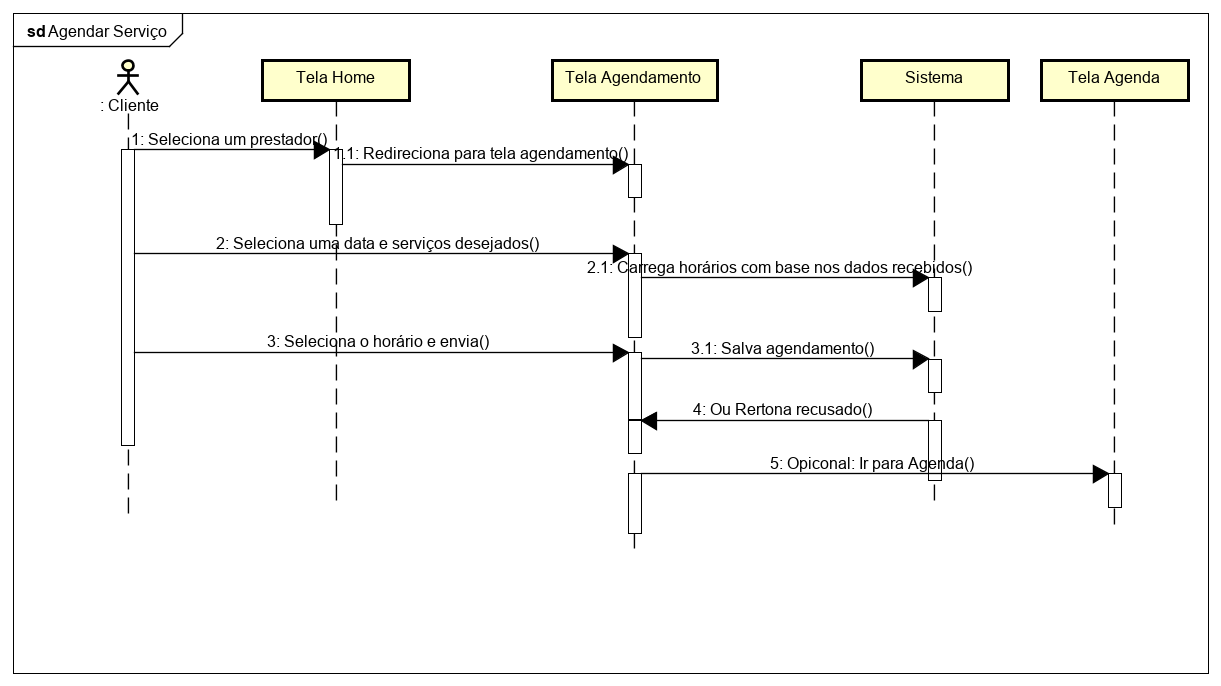 sd Agendar Serviço
: Cliente
Tela Home
Tela Agendamento
Sistema
Tela Agenda
1: Seleciona um prestador()
1.1: Redireciona para tela agendamento()
2: Seleciona uma data e serviços desejados()
2.1: Carrega horários com base nos dados recebidos()
3: Seleciona o horário e envia()
3.1: Salva agendamento()
4: Ou Rertona recusado()
5: Opiconal: Ir para Agenda()